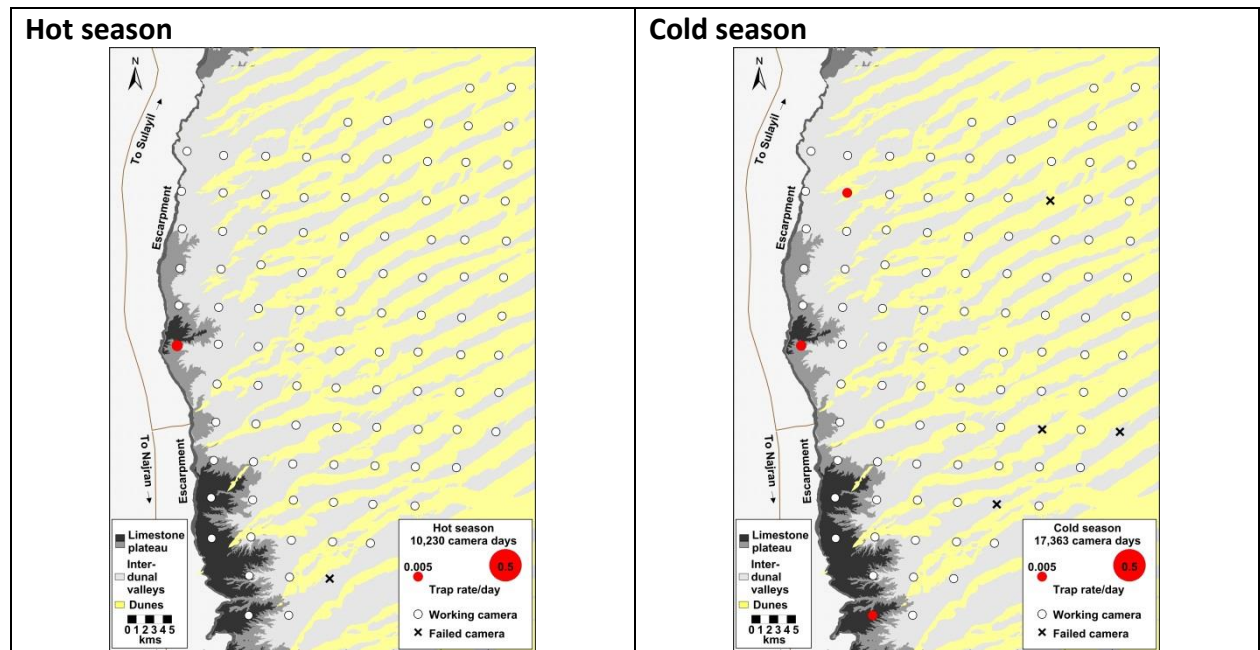 Hot season
N
To Sulayil →
Escarpment
Escarpment
To Najran →
Limestone
plateau
Inter-
dunal
valleys
Dunes
0 1 2 3 4 5
kms
Hot season
10,230 camera days
0.005
0.5
Trap rate/day
Working camera
Failed camera
Cold season
N
To Sulayil →
Escarpment
Escarpment
To Najran →
Limestone
plateau
Inter-
dunal
valleys
Dunes
0 1 2 3 4 5
kms
Cold season
17,363 camera days
0.005
0.5
Trap rate/day
Working camera
Failed camera